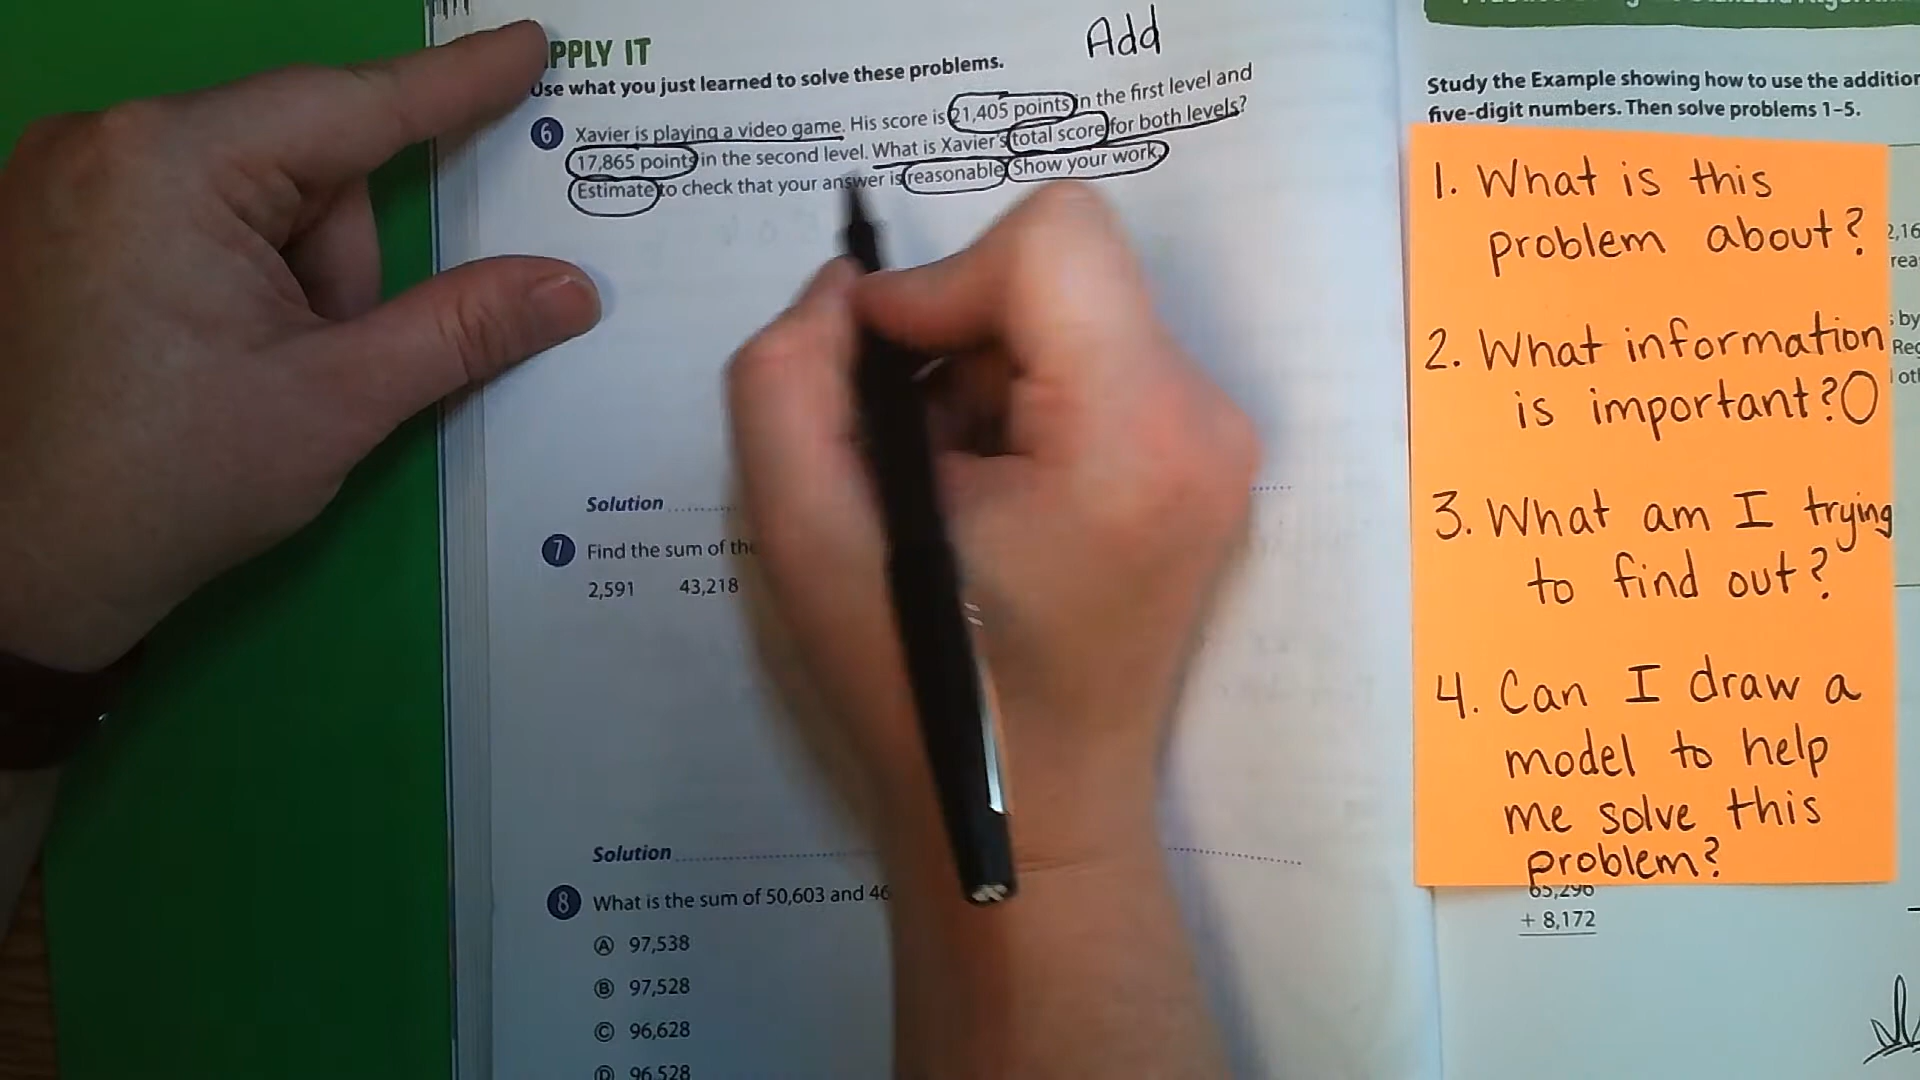 PPLY IT
Add
Use what you just learned to solve these problems.
6 Xavier is playing a video game. His score is 21,405 points in the first level and
17,865 points in the second level. What is Xavier's total score for both levels?
Estimate to check that your answer is reasonable. Show your work.
Solution
7 Find the sum of the
2,591 43,218
Solution
8 What is the sum of 50,603 and 46
A 97,538
B 97,528
C 96,628
D 96,528
Study the Example showing how to use the addition
five-digit numbers. Then solve problems 1–5.
1. What is this
problem about?
2. What information
is important? O
3. What am I trying
to find out?
4. Can I draw a
model to help
me solve this
problem?
2,16
rea
by
Rec
65,296
+ 8,172